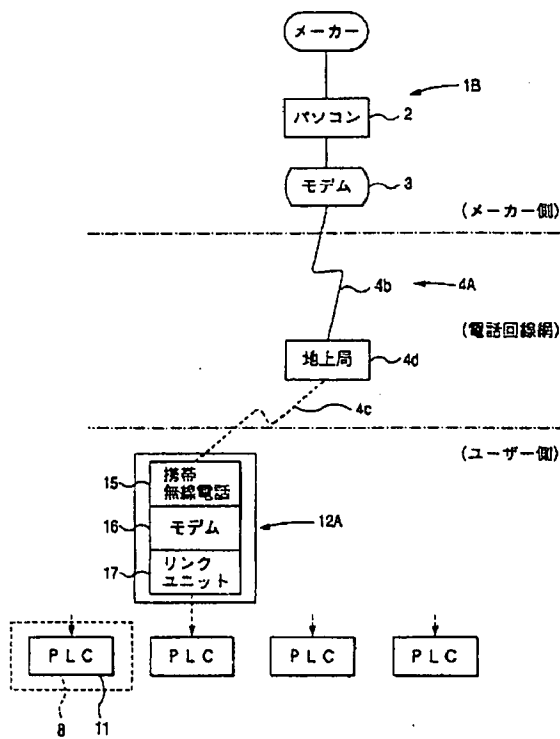 メーカー
1B
パソコン
2
モデム
3
(メーカー側)
4b
4A
(電話回線網)
地上局
4d
4c
(ユーザー側)
15
携帯
無線電話
16
モデム
12A
17
リンク
ユニット
PLC
PLC
PLC
PLC
8
11